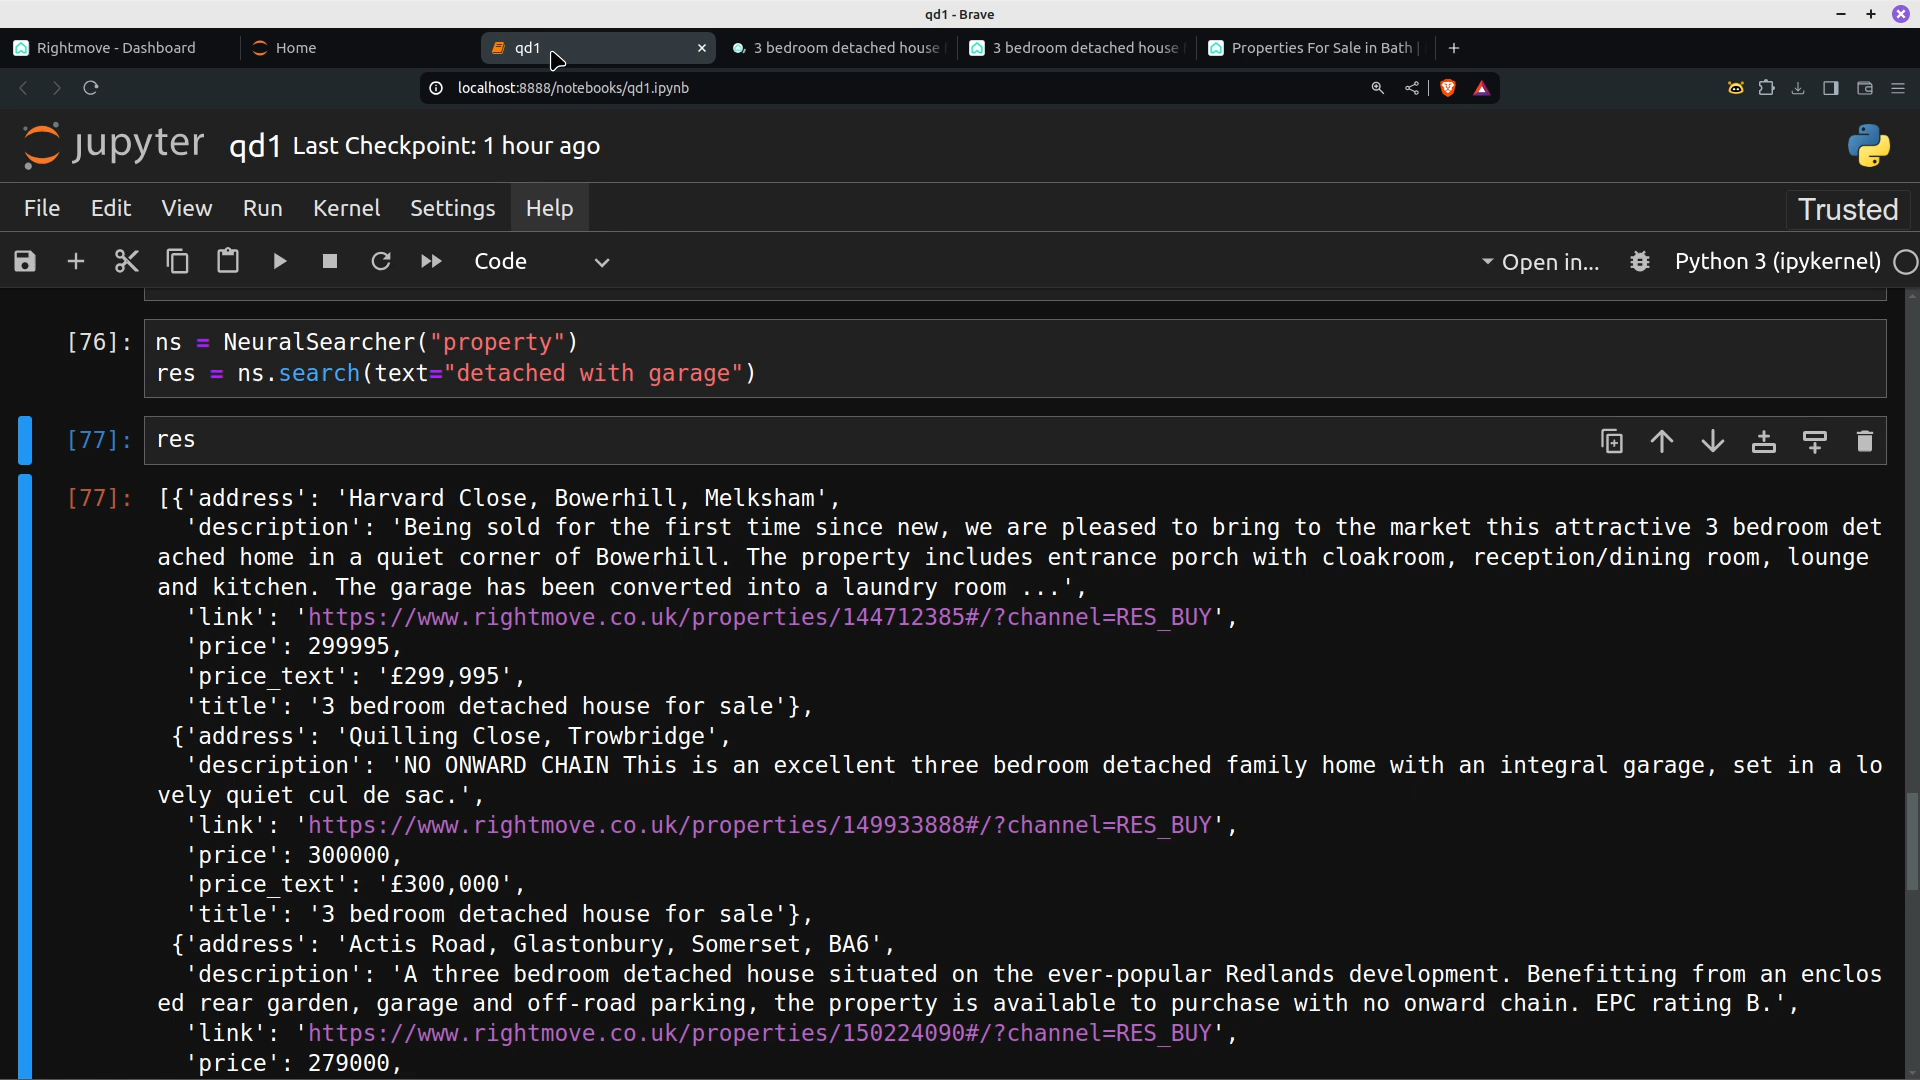 qd1 - Brave
Rightmove - Dashboard
Home
qd1
3 bedroom detached house
3 bedroom detached house
Properties For Sale in Bath |
localhost:8888/notebooks/qd1.ipynb
jupyter qd1 Last Checkpoint: 1 hour ago
File Edit View Run Kernel Settings Help Trusted
Code Open in... Python 3 (ipykernel)
[76]: ns = NeuralSearcher("property")
res = ns.search(text="detached with garage")
[77]: res
[77]: [{'address': 'Harvard Close, Bowerhill, Melksham',
'description': 'Being sold for the first time since new, we are pleased to bring to the market this attractive 3 bedroom det
ached home in a quiet corner of Bowerhill. The property includes entrance porch with cloakroom, reception/dining room, lounge
and kitchen. The garage has been converted into a laundry room ...',
'link': 'https://www.rightmove.co.uk/properties/144712385#/?channel=RES_BUY',
'price': 299995,
'price_text': '£299,995',
'title': '3 bedroom detached house for sale'},
{'address': 'Quilling Close, Trowbridge',
'description': 'NO ONWARD CHAIN This is an excellent three bedroom detached family home with an integral garage, set in a lo
vely quiet cul de sac.',
'link': 'https://www.rightmove.co.uk/properties/149933888#/?channel=RES_BUY',
'price': 300000,
'price_text': '£300,000',
'title': '3 bedroom detached house for sale'},
{'address': 'Actis Road, Glastonbury, Somerset, BA6',
'description': 'A three bedroom detached house situated on the ever-popular Redlands development. Benefitting from an enclos
ed rear garden, garage and off-road parking, the property is available to purchase with no onward chain. EPC rating B.',
'link': 'https://www.rightmove.co.uk/properties/150224090#/?channel=RES_BUY',
'price': 279000,